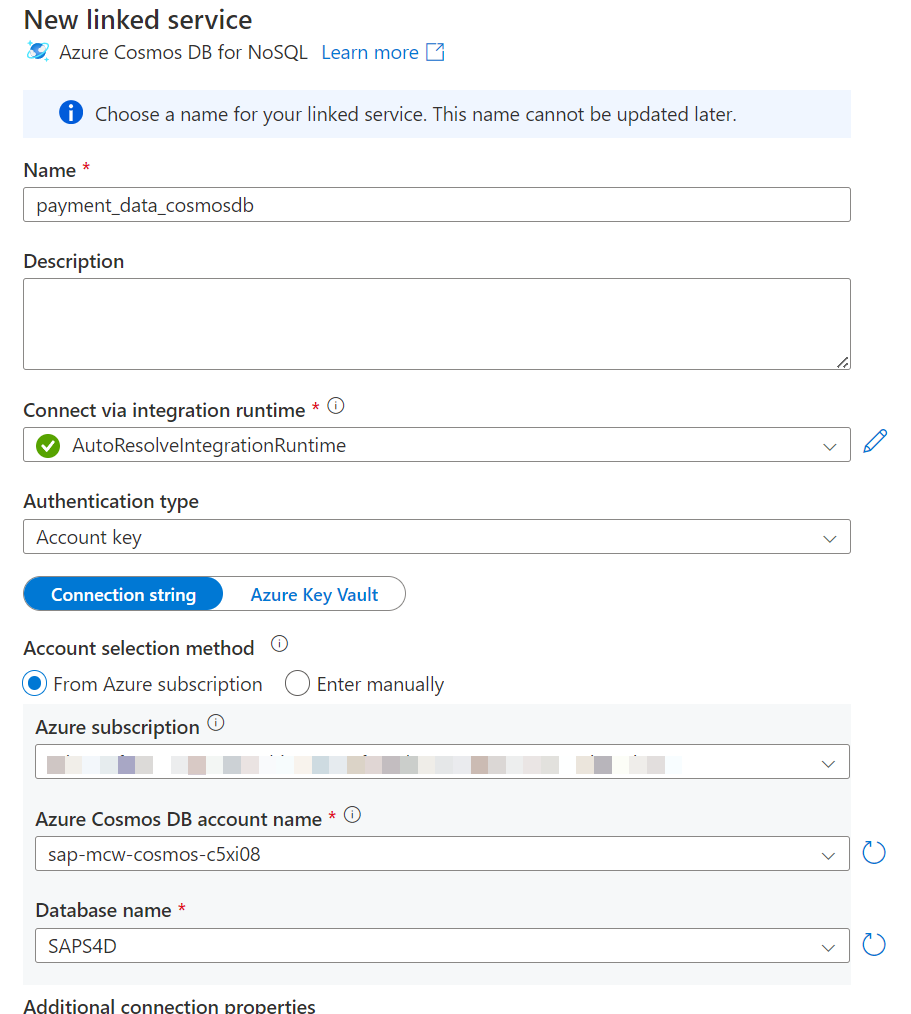 New linked service
Azure Cosmos DB for NoSQL Learn more
Choose a name for your linked service. This name cannot be updated later.
Name *
payment_data_cosmosdb
Description
Connect via integration runtime *
AutoResolveIntegrationRuntime
Authentication type
Account key
Connection string Azure Key Vault
Account selection method
From Azure subscription Enter manually
Azure subscription
Azure Cosmos DB account name *
sap-mcw-cosmos-c5xi08
Database name *
SAPS4D
Additional connection properties